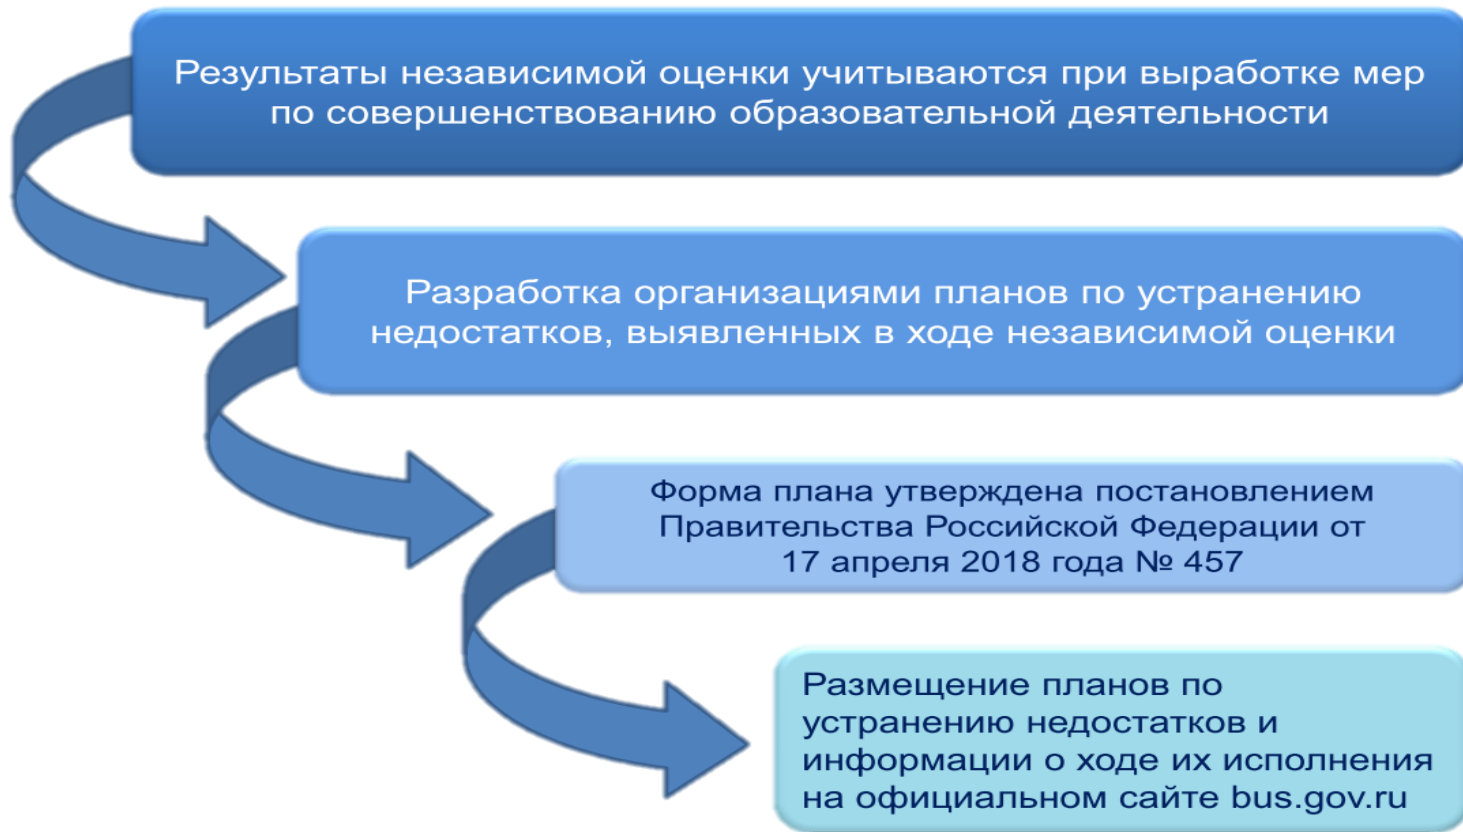 Результаты независимой оценки учитываются при выработке мер
по совершенствованию образовательной деятельности
Разработка организациями планов по устранению
недостатков, выявленных в ходе независимой оценки
Форма плана утверждена постановлением
Правительства Российской Федерации от
17 апреля 2018 года № 457
Размещение планов по
устранению недостатков и
информации о ходе их исполнения
на официальном сайте bus.gov.ru